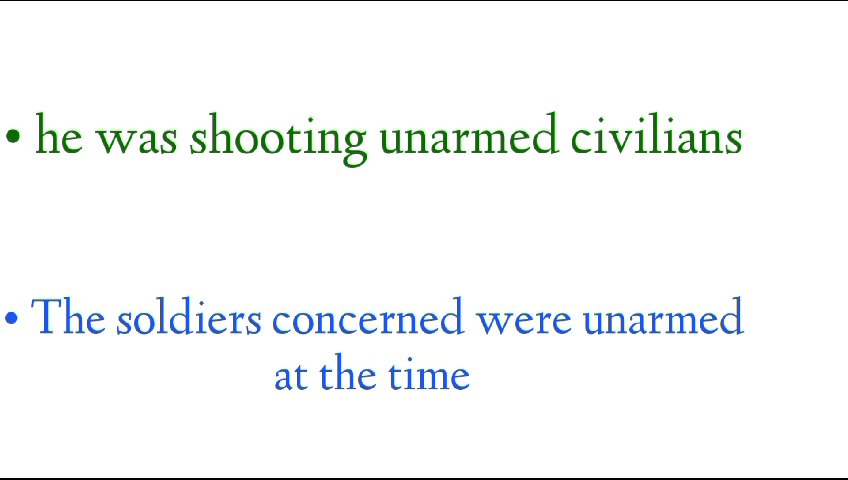 • he was shooting unarmed civilians
• The soldiers concerned were unarmed
at the time